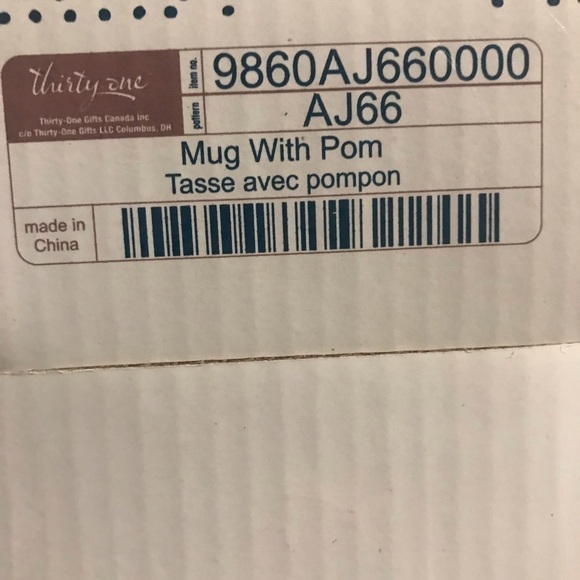 thirty-one
Thirty-One Gifts Canada Inc
c/o Thirty-One Gifts LLC Columbus, OH
item no.
9860AJ660000
pattern
AJ66
Mug With Pom
Tasse avec pompon
made in
China